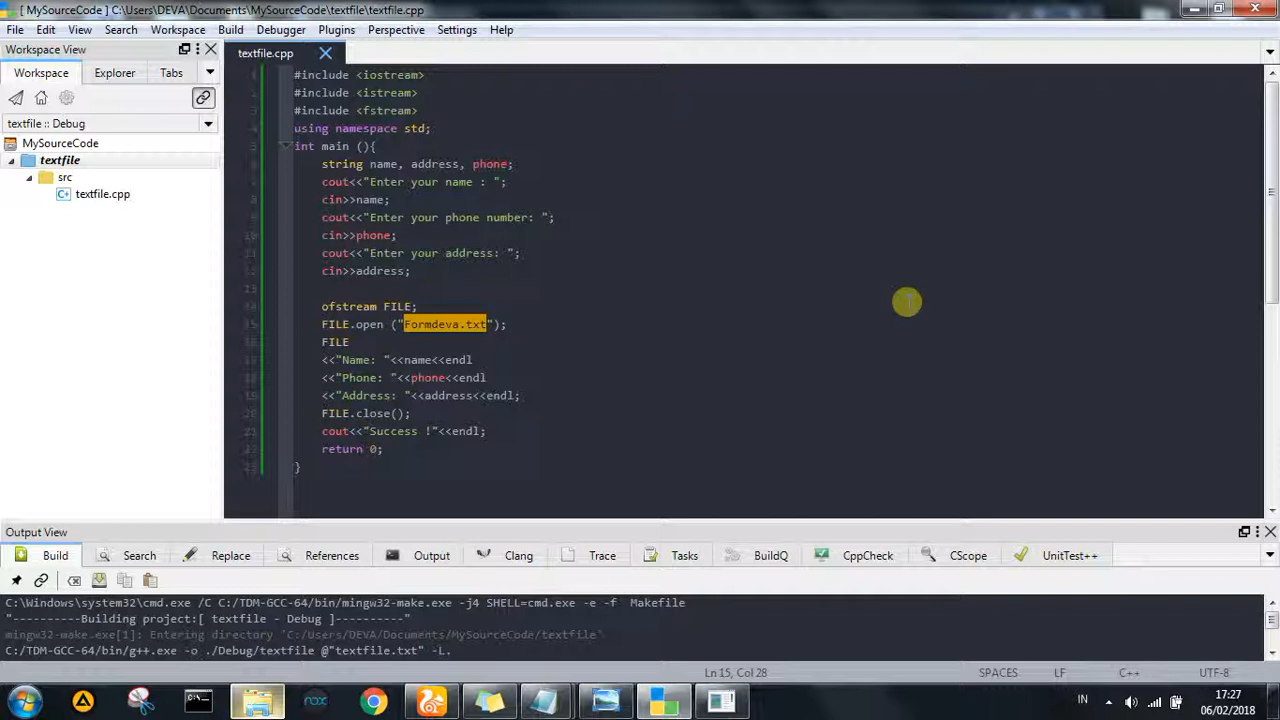 [ MySourceCode ] C:\Users\DEVA\Documents\MySourceCode\textfile\textfile.cpp
File Edit View Search Workspace Build Debugger Plugins Perspective Settings Help
Workspace View
textfile.cpp
Workspace Explorer Tabs
textfile :: Debug
MySourceCode
textfile
src
textfile.cpp
#include <iostream>
#include <istream>
#include <fstream>
using namespace std;
int main (){
string name, address, phone;
cout<<"Enter your name : ";
cin>>name;
cout<<"Enter your phone number: ";
cin>>phone;
cout<<"Enter your address: ";
cin>>address;
ofstream FILE;
FILE.open ("Formdeva.txt");
FILE
<<"Name: "<<name<<endl
<<"Phone: "<<phone<<endl
<<"Address: "<<address<<endl;
FILE.close();
cout<<"Success !"<<endl;
return 0;
}
Output View
Build Search Replace References Output Clang Trace Tasks BuildQ CppCheck CScope UnitTest++
C:\Windows\system32\cmd.exe /C C:/TDM-GCC-64/bin/mingw32-make.exe -j4 SHELL=cmd.exe -e -f Makefile
"----------Building project:[ textfile - Debug ]----------"
mingw32-make.exe[1]: Entering directory 'C:/Users/DEVA/Documents/MySourceCode/textfile'
C:/TDM-GCC-64/bin/g++.exe -o ./Debug/textfile @"textfile.txt" -L.
Ln 15, Col 28 SPACES LF C++ UTF-8
nox
IN
17:27
06/02/2018